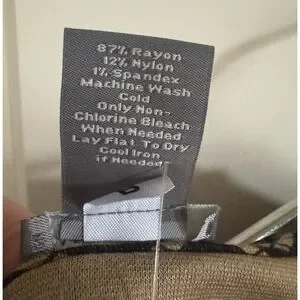 87% Rayon
12% Nylon
1% Spandex
Machine Wash
Cold
Only Non-
Chlorine Bleach
When Needed
Lay Flat To Dry
Cool Iron
if Needed